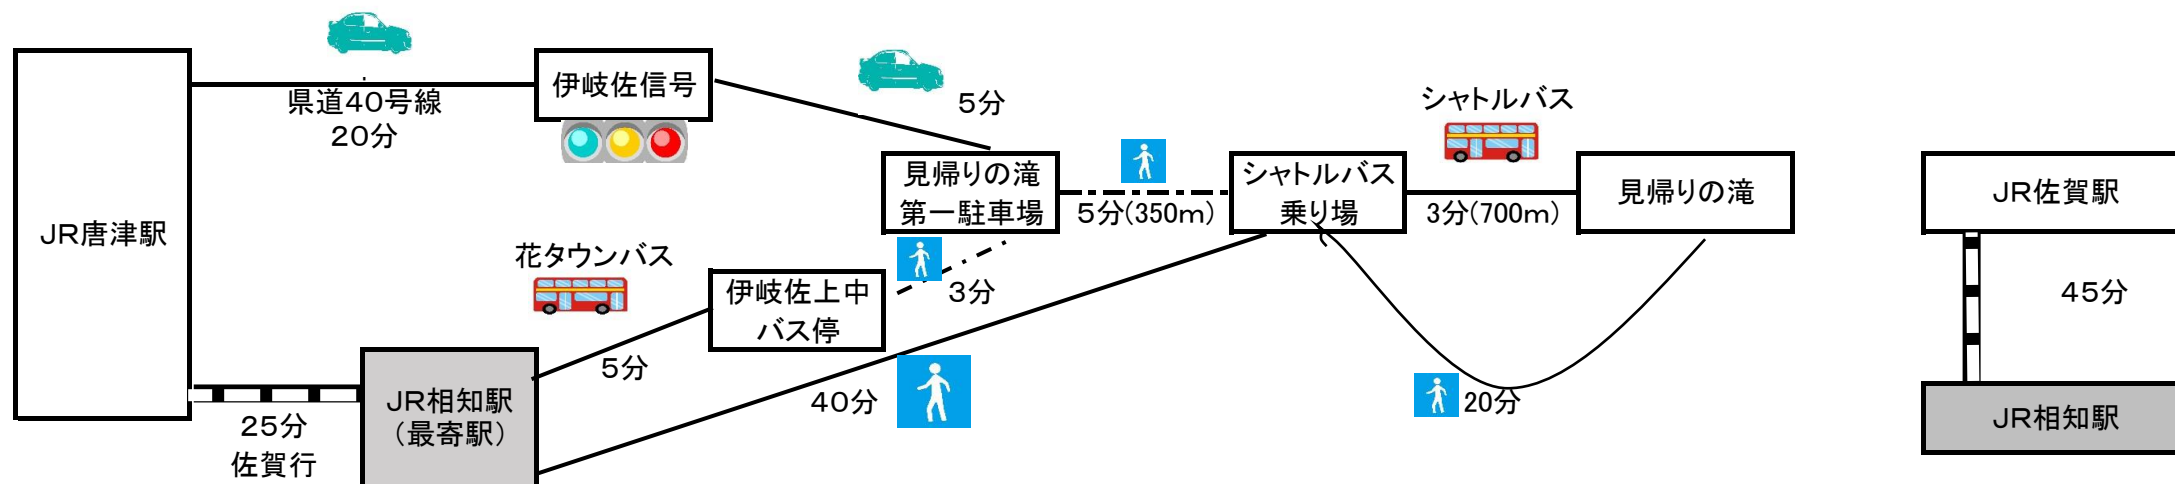 県道40号線
20分
伊岐佐信号
5分
シャトルバス
JR唐津駅
見帰りの滝
第一駐車場
5分(350m)
シャトルバス
乗り場
3分(700m)
見帰りの滝
JR佐賀駅
花タウンバス
伊岐佐上中
バス停
3分
45分
5分
40分
20分
JR相知駅
（最寄駅）
25分
佐賀行
JR相知駅